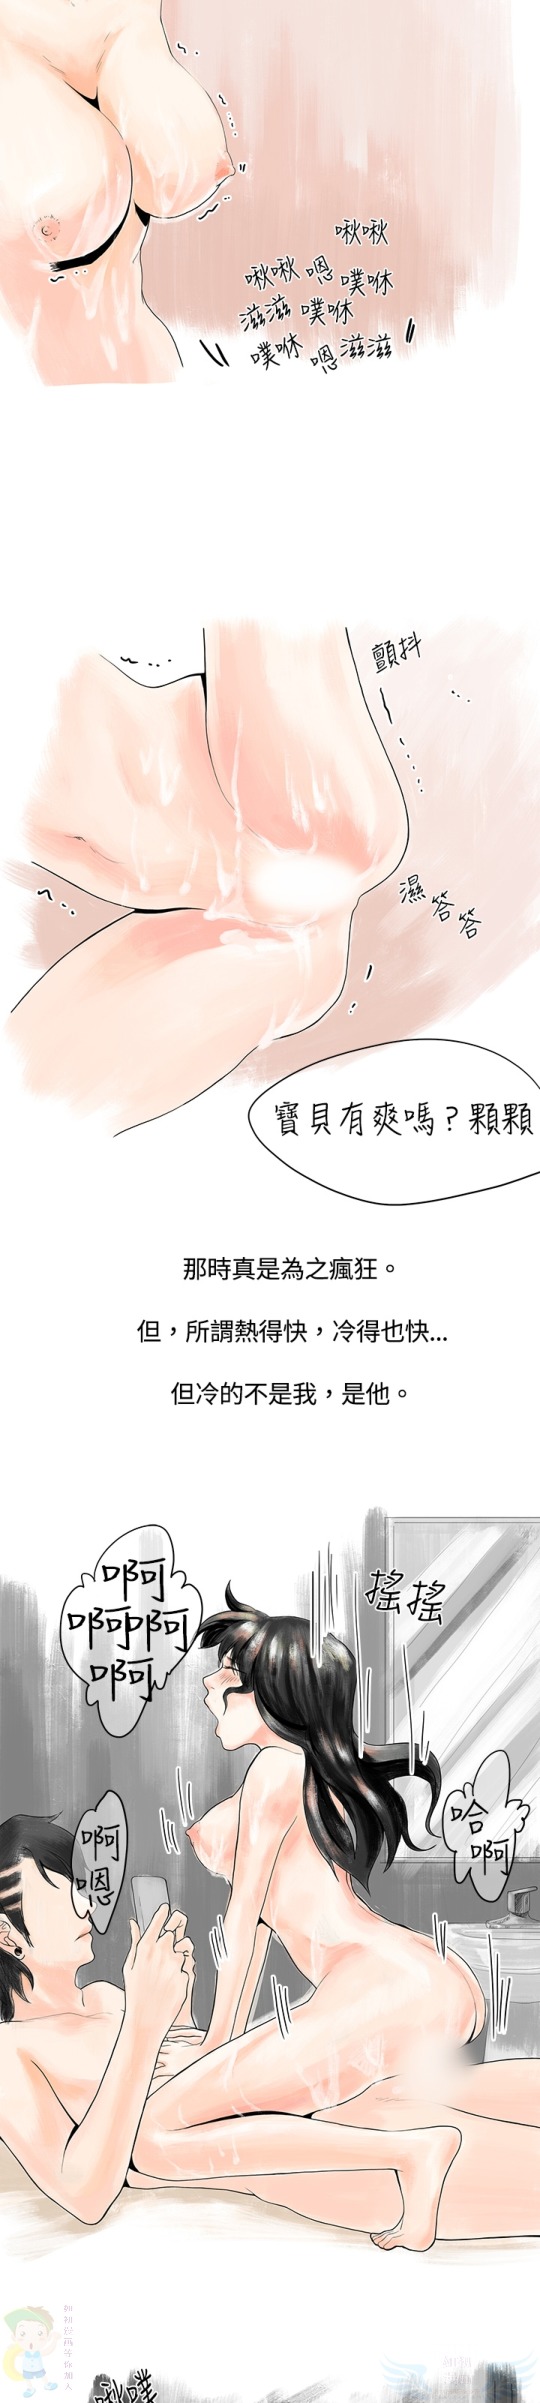 啾啾
啾啾 嗯 噗咻
滋滋 噗咻
噗咻 嗯 滋滋
顫抖
濕答答
寶貝有爽嗎？顆顆
那時真是為之瘋狂。
但，所謂熱得快，冷得也快...
但冷的不是我，是他。
啊
啊啊啊
啊
搖搖
哈
啊
啊
嗯
啾噗